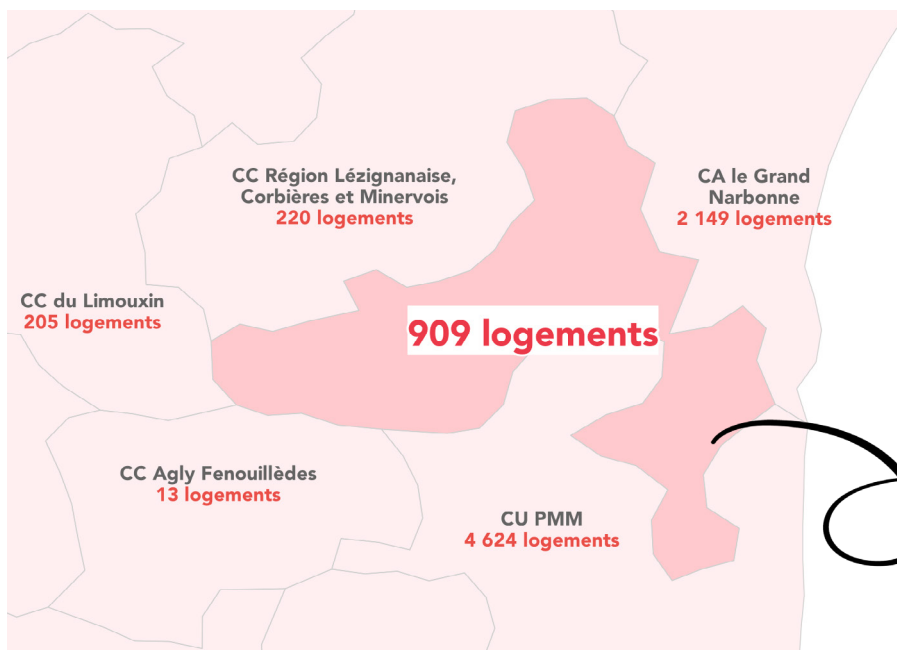 CC Région Lézignanaise,
Corbières et Minervois
220 logements
CA le Grand
Narbonne
2 149 logements
CC du Limouxin
205 logements
909 logements
CC Agly Fenouillèdes
13 logements
CU PMM
4 624 logements